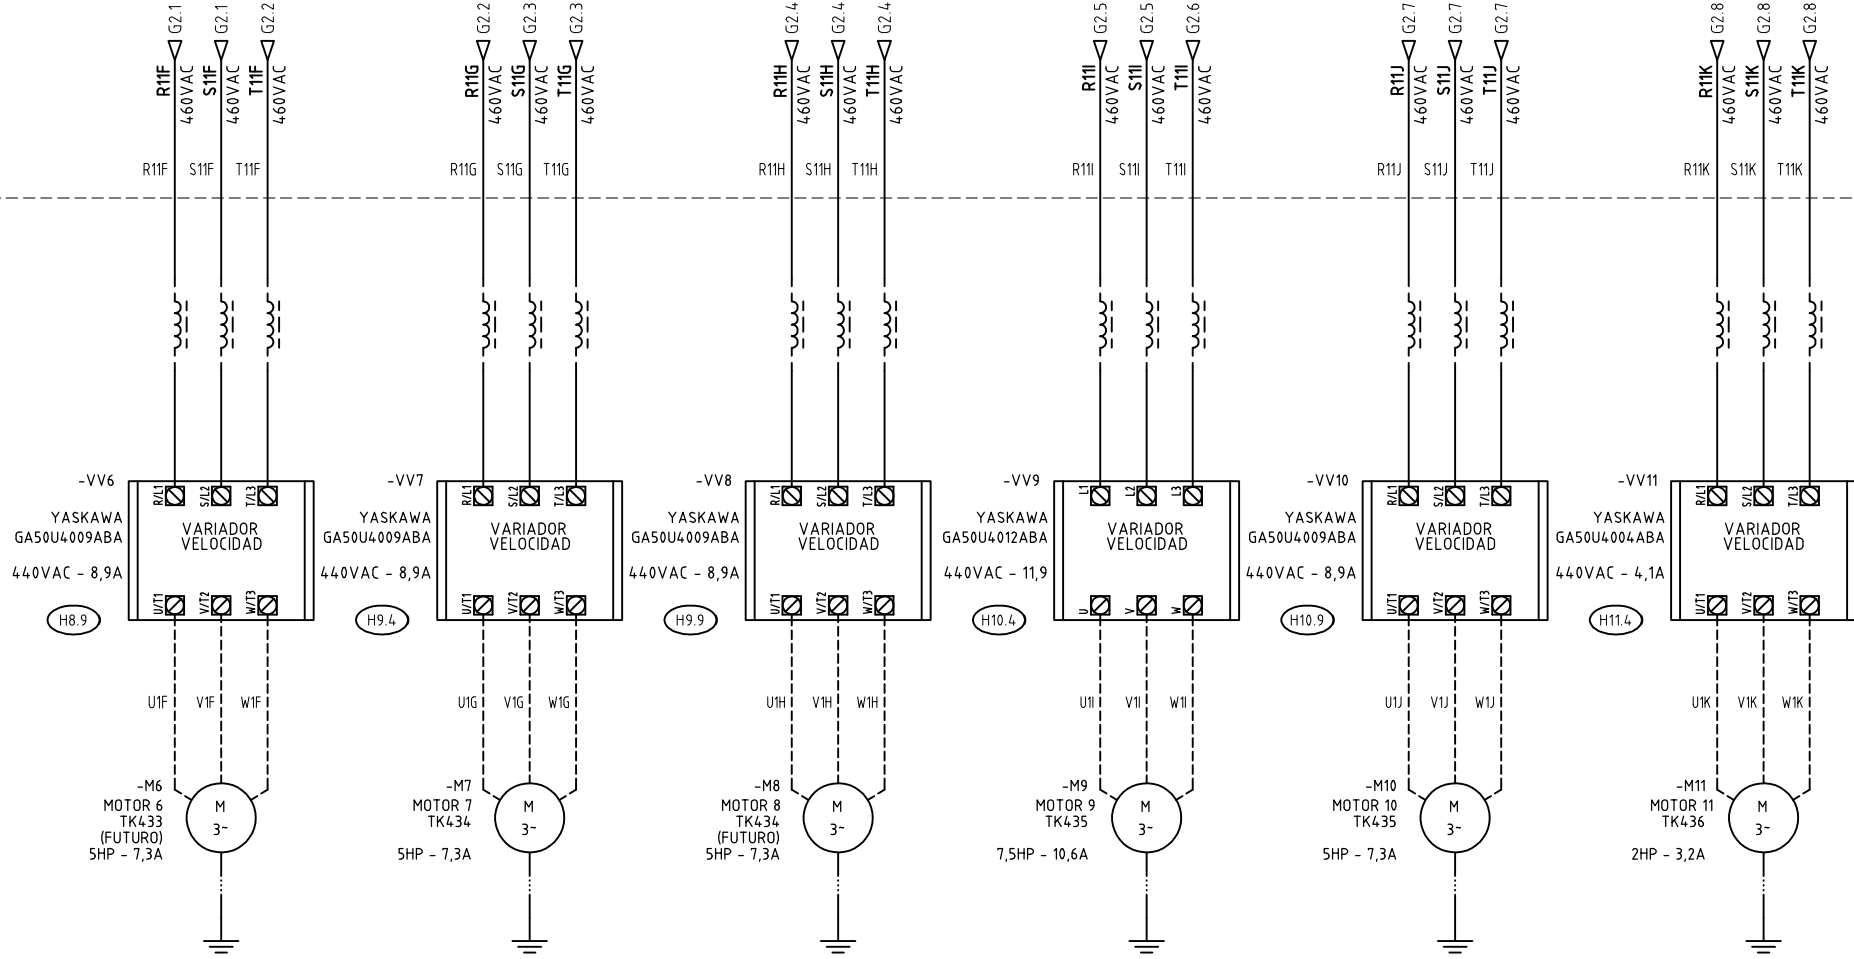 G2.1 G2.1 G2.2 G2.2 G2.3 G2.3 G2.4 G2.4 G2.4 G2.5 G2.5 G2.6 G2.7 G2.7 G2.7 G2.8 G2.8 G2.8
R11F S11F T11F R11G S11G T11G R11H S11H T11H R11I S11I T11I R11J S11J T11J R11K S11K T11K
460VAC 460VAC 460VAC 460VAC 460VAC 460VAC 460VAC 460VAC 460VAC 460VAC 460VAC 460VAC 460VAC 460VAC 460VAC 460VAC 460VAC 460VAC
R11F S11F T11F R11G S11G T11G R11H S11H T11H R11I S11I T11I R11J S11J T11J R11K S11K T11K
-VV6 -VV7 -VV8 -VV9 -VV10 -VV11
R/L1 S/L2 T/L3 R/L1 S/L2 T/L3 R/L1 S/L2 T/L3 L1 L2 L3 R/L1 S/L2 T/L3 R/L1 S/L2 T/L3
YASKAWA YASKAWA YASKAWA YASKAWA YASKAWA YASKAWA
VARIADOR VARIADOR VARIADOR VARIADOR VARIADOR VARIADOR
GA50U4009ABA GA50U4009ABA GA50U4009ABA GA50U4012ABA GA50U4009ABA GA50U4004ABA
VELOCIDAD VELOCIDAD VELOCIDAD VELOCIDAD VELOCIDAD VELOCIDAD
440VAC - 8,9A 440VAC - 8,9A 440VAC - 8,9A 440VAC - 11,9 440VAC - 8,9A 440VAC - 4,1A
U/T1 V/T2 W/T3 U/T1 V/T2 W/T3 U/T1 V/T2 W/T3 U V W U/T1 V/T2 W/T3 U/T1 V/T2 W/T3
H8.9 H9.4 H9.9 H10.4 H10.9 H11.4
U1F V1F W1F U1G V1G W1G U1H V1H W1H U1I V1I W1I U1J V1J W1J U1K V1K W1K
-M6 -M7 -M8 -M9 -M10 -M11
MOTOR 6 M MOTOR 7 M MOTOR 8 M MOTOR 9 M MOTOR 10 M MOTOR 11 M
TK433 TK434 TK434 TK435 TK435 TK436
3~ 3~ 3~ 3~ 3~ 3~
(FUTURO) (FUTURO)
5HP - 7,3A 5HP - 7,3A 5HP - 7,3A 7,5HP - 10,6A 5HP - 7,3A 2HP - 3,2A